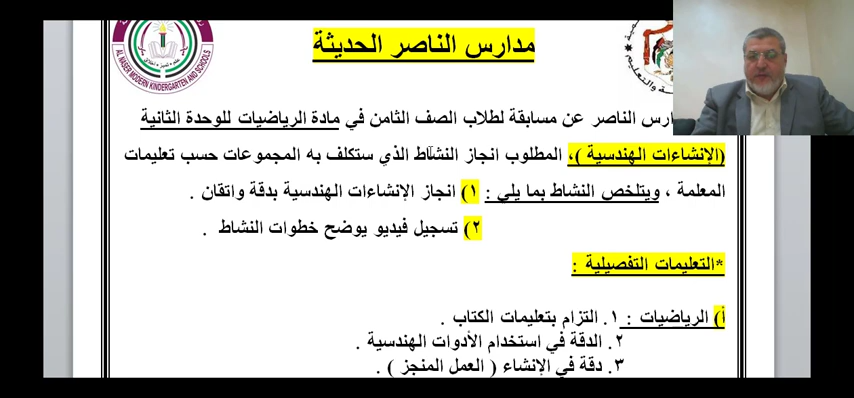 مدارس الناصر الحديثة
AL NASER MODERN KINDERGARTEN AND SCHOOLS
ارس الناصر عن مسابقة لطلاب الصف الثامن في مادة الرياضيات للوحدة الثانية
(الإنشاءات الهندسية )، المطلوب انجاز النشاط الذي ستكلف به المجموعات حسب تعليمات
المعلمة ، ويتلخص النشاط بما يلي : ١) انجاز الإنشاءات الهندسية بدقة واتقان .
٢) تسجيل فيديو يوضح خطوات النشاط .
*التعليمات التفصيلية :
أ) الرياضيات : ١. التزام بتعليمات الكتاب .
٢. الدقة في استخدام الأدوات الهندسية .
٣. دقة في الإنشاء ( العمل المنجز ) .